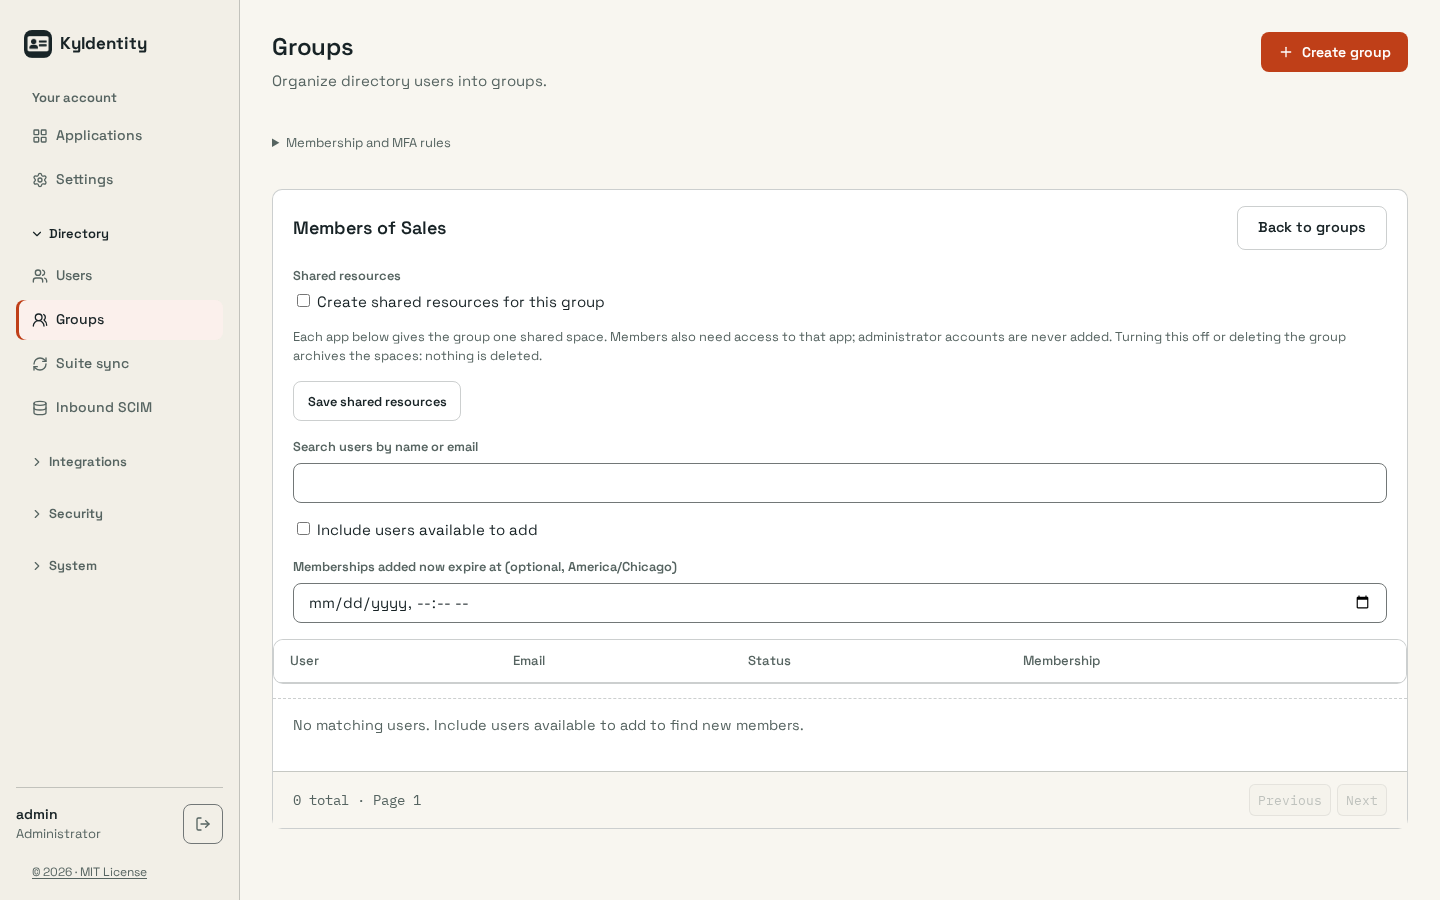 KyIdentity
Your account
Applications
Settings
Directory
Users
Groups
Suite sync
Inbound SCIM
Integrations
Security
System
admin
Administrator
© 2026 · MIT License
Groups
Organize directory users into groups.
Create group
Membership and MFA rules
Members of Sales
Back to groups
Shared resources
Create shared resources for this group
Each app below gives the group one shared space. Members also need access to that app; administrator accounts are never added. Turning this off or deleting the group
archives the spaces: nothing is deleted.
Save shared resources
Search users by name or email
Include users available to add
Memberships added now expire at (optional, America/Chicago)
mm/dd/yyyy, --:-- --
User Email Status Membership
No matching users. Include users available to add to find new members.
0 total · Page 1
Previous Next